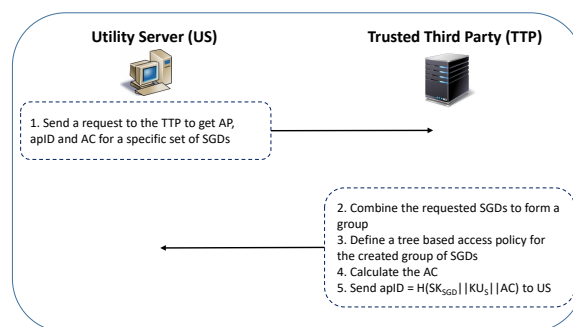 Utility Server (US)
Trusted Third Party (TTP)
1. Send a request to the TTP to get AP,
apID and AC for a specific set of SGDs
2. Combine the requested SGDs to form a
group
3. Define a tree based access policy for
the created group of SGDs
4. Calculate the AC
5. Send apID = H(SK_SGD||KU_S||AC) to US